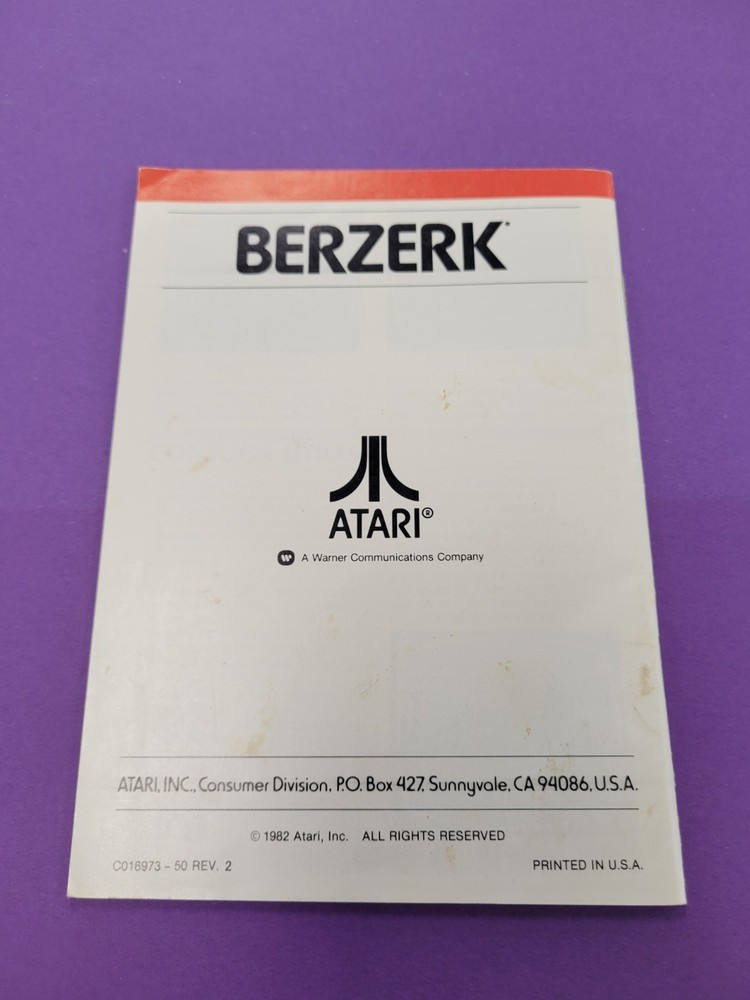 BERZERK*
ATARI®
W A Warner Communications Company
ATARI, INC., Consumer Division, P.O. Box 427, Sunnyvale, CA 94086, U.S.A.
© 1982 Atari, Inc. ALL RIGHTS RESERVED
C016973 – 50 REV. 2 PRINTED IN U.S.A.